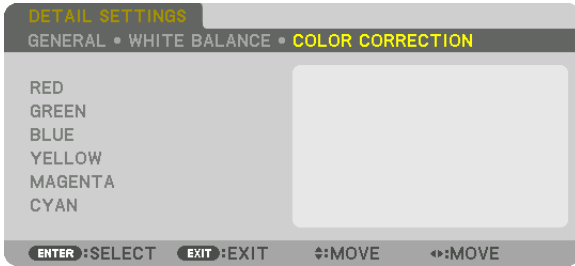 DETAIL SETTINGS
GENERAL • WHITE BALANCE • COLOR CORRECTION
RED
GREEN
BLUE
YELLOW
MAGENTA
CYAN
ENTER :SELECT EXIT :EXIT ⬍:MOVE ⬌:MOVE